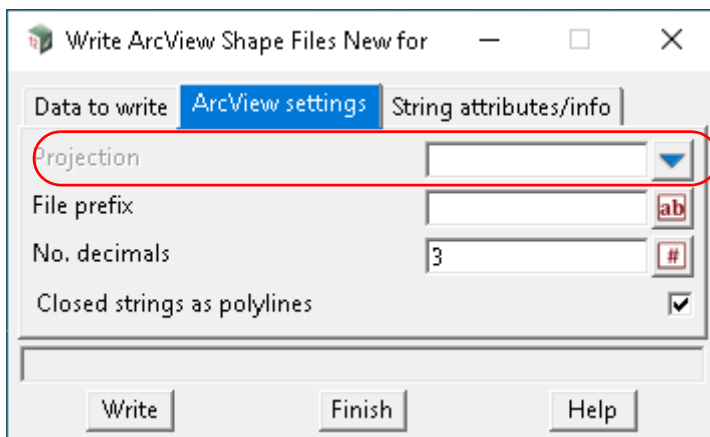 Write ArcView Shape Files New for
Data to write ArcView settings String attributes/info
Projection
File prefix ab
No. decimals 3 #
Closed strings as polylines
Write Finish Help